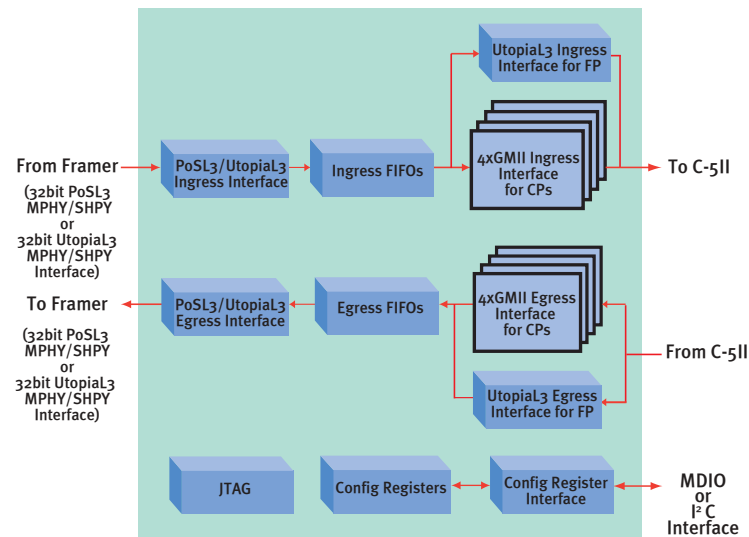 UtopiaL3 Ingress
Interface for FP
From Framer
(32bit PoSL3
MPHY/SHPY
or
32bit UtopiaL3
MPHY/SHPY
Interface)
PoSL3/UtopiaL3
Ingress Interface
Ingress FIFOs
4xGMII Ingress
Interface
for CPs
To C-5II
To Framer
(32bit PoSL3
MPHY/SHPY
or
32bit UtopiaL3
MPHY/SHPY
Interface)
PoSL3/UtopiaL3
Egress Interface
Egress FIFOs
4xGMII Egress
Interface
for CPs
From C-5II
UtopiaL3 Egress
Interface for FP
JTAG
Config Registers
Config Register
Interface
MDIO
or
I² C
Interface